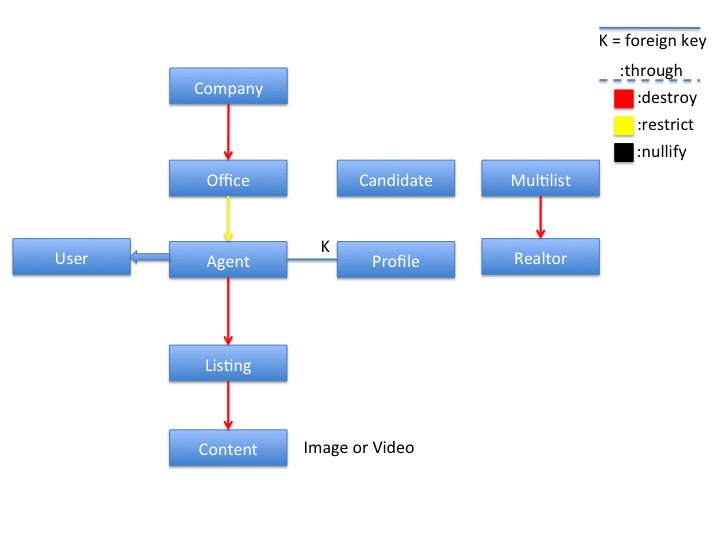 K = foreign key
:through
:destroy
:restrict
:nullify
Company
Office
Candidate
Multilist
User
Agent
K
Profile
Realtor
Listing
Content
Image or Video